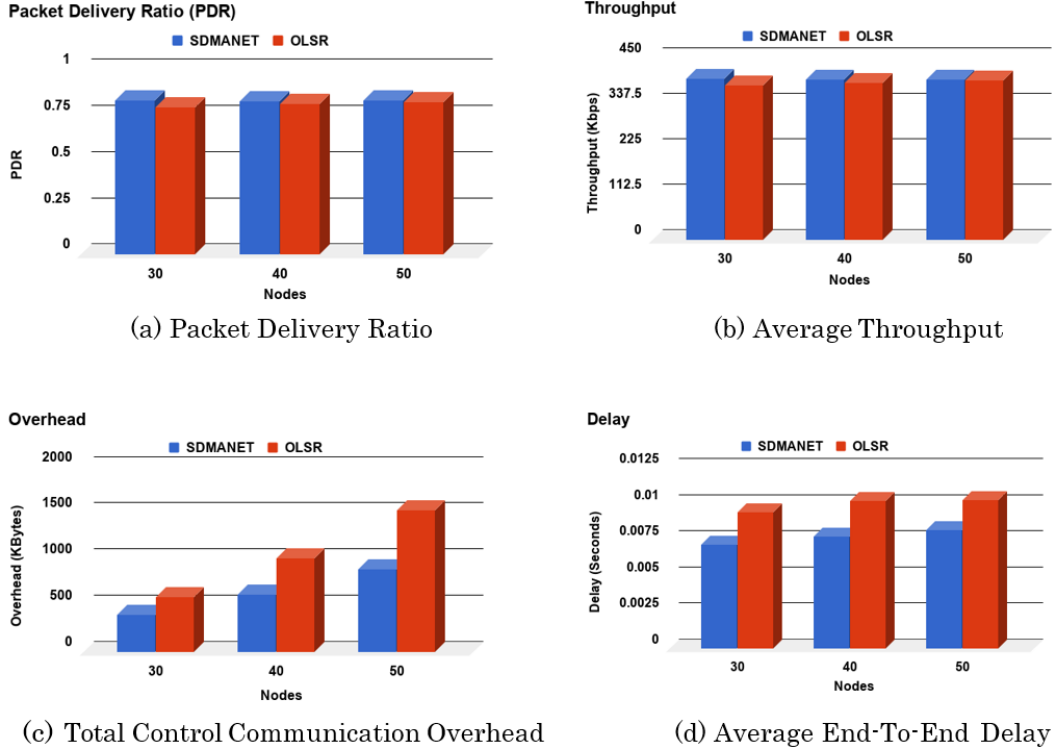 Packet Delivery Ratio (PDR)
SDMANET OLSR
1
0.75
0.5
0.25
0
PDR
30 40 50
Nodes
(a) Packet Delivery Ratio
Throughput
SDMANET OLSR
450
337.5
225
112.5
0
Throughput (Kbps)
30 40 50
Nodes
(b) Average Throughput
Overhead
SDMANET OLSR
2000
1500
1000
500
0
Overhead (KBytes)
30 40 50
Nodes
(c) Total Control Communication Overhead
Delay
SDMANET OLSR
0.0125
0.01
0.0075
0.005
0.0025
0
Delay (Seconds)
30 40 50
Nodes
(d) Average End-To-End Delay